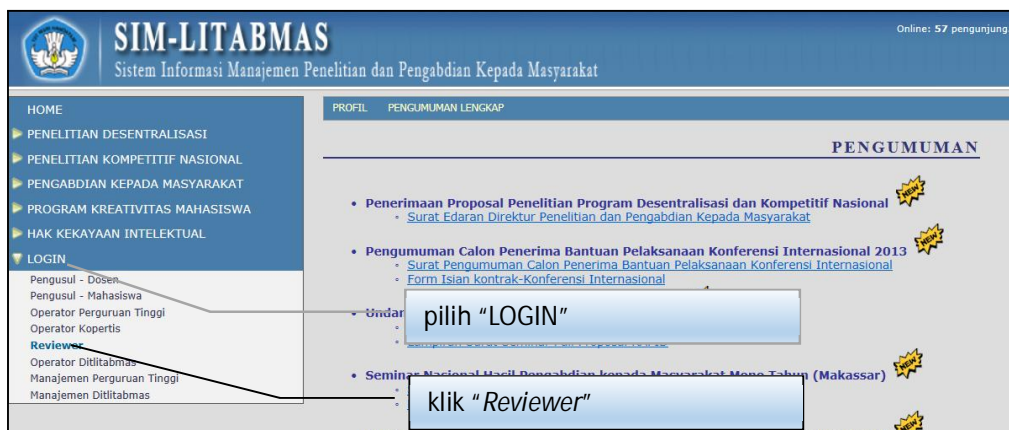 SIM-LITABMAS
Sistem Informasi Manajemen Penelitian dan Pengabdian Kepada Masyarakat
Online: 57 pengunjung.
HOME
PENELITIAN DESENTRALISASI
PENELITIAN KOMPETITIF NASIONAL
PENGABDIAN KEPADA MASYARAKAT
PROGRAM KREATIVITAS MAHASISWA
HAK KEKAYAAN INTELEKTUAL
LOGIN
Pengusul - Dosen
Pengusul - Mahasiswa
Operator Perguruan Tinggi
Operator Kopertis
Reviewer
Operator Ditlitabmas
Manajemen Perguruan Tinggi
Manajemen Ditlitabmas
PROFIL PENGUMUMAN LENGKAP
PENGUMUMAN
Penerimaan Proposal Penelitian Program Desentralisasi dan Kompetitif Nasional NEW
Surat Edaran Direktur Penelitian dan Pengabdian Kepada Masyarakat
Pengumuman Calon Penerima Bantuan Pelaksanaan Konferensi Internasional 2013 NEW
Surat Pengumuman Calon Penerima Bantuan Pelaksanaan Konferensi Internasional
Form Isian kontrak-Konferensi Internasional
pilih “LOGIN”
Seminar Nasional Hasil Pengabdian kepada Masyarakat Mono Tahun (Makassar) NEW
klik “Reviewer”